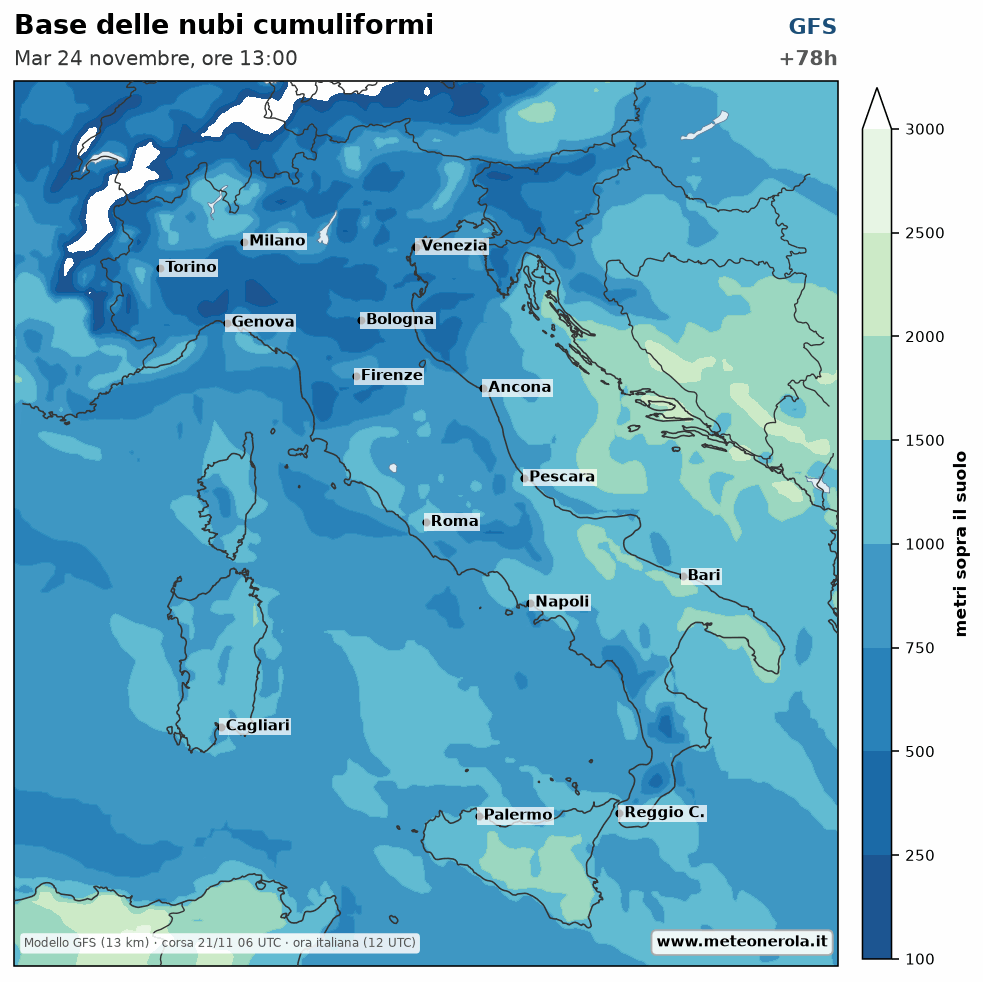 Base delle nubi cumuliformi
GFS
Mar 24 novembre, ore 13:00
+78h
Milano
Venezia
Torino
Genova
Bologna
Firenze
Ancona
Pescara
Roma
Bari
Napoli
Cagliari
Palermo
Reggio C.
3000
2500
2000
1500
1000
750
500
250
100
metri sopra il suolo
Modello GFS (13 km) · corsa 21/11 06 UTC · ora italiana (12 UTC)
www.meteonerola.it